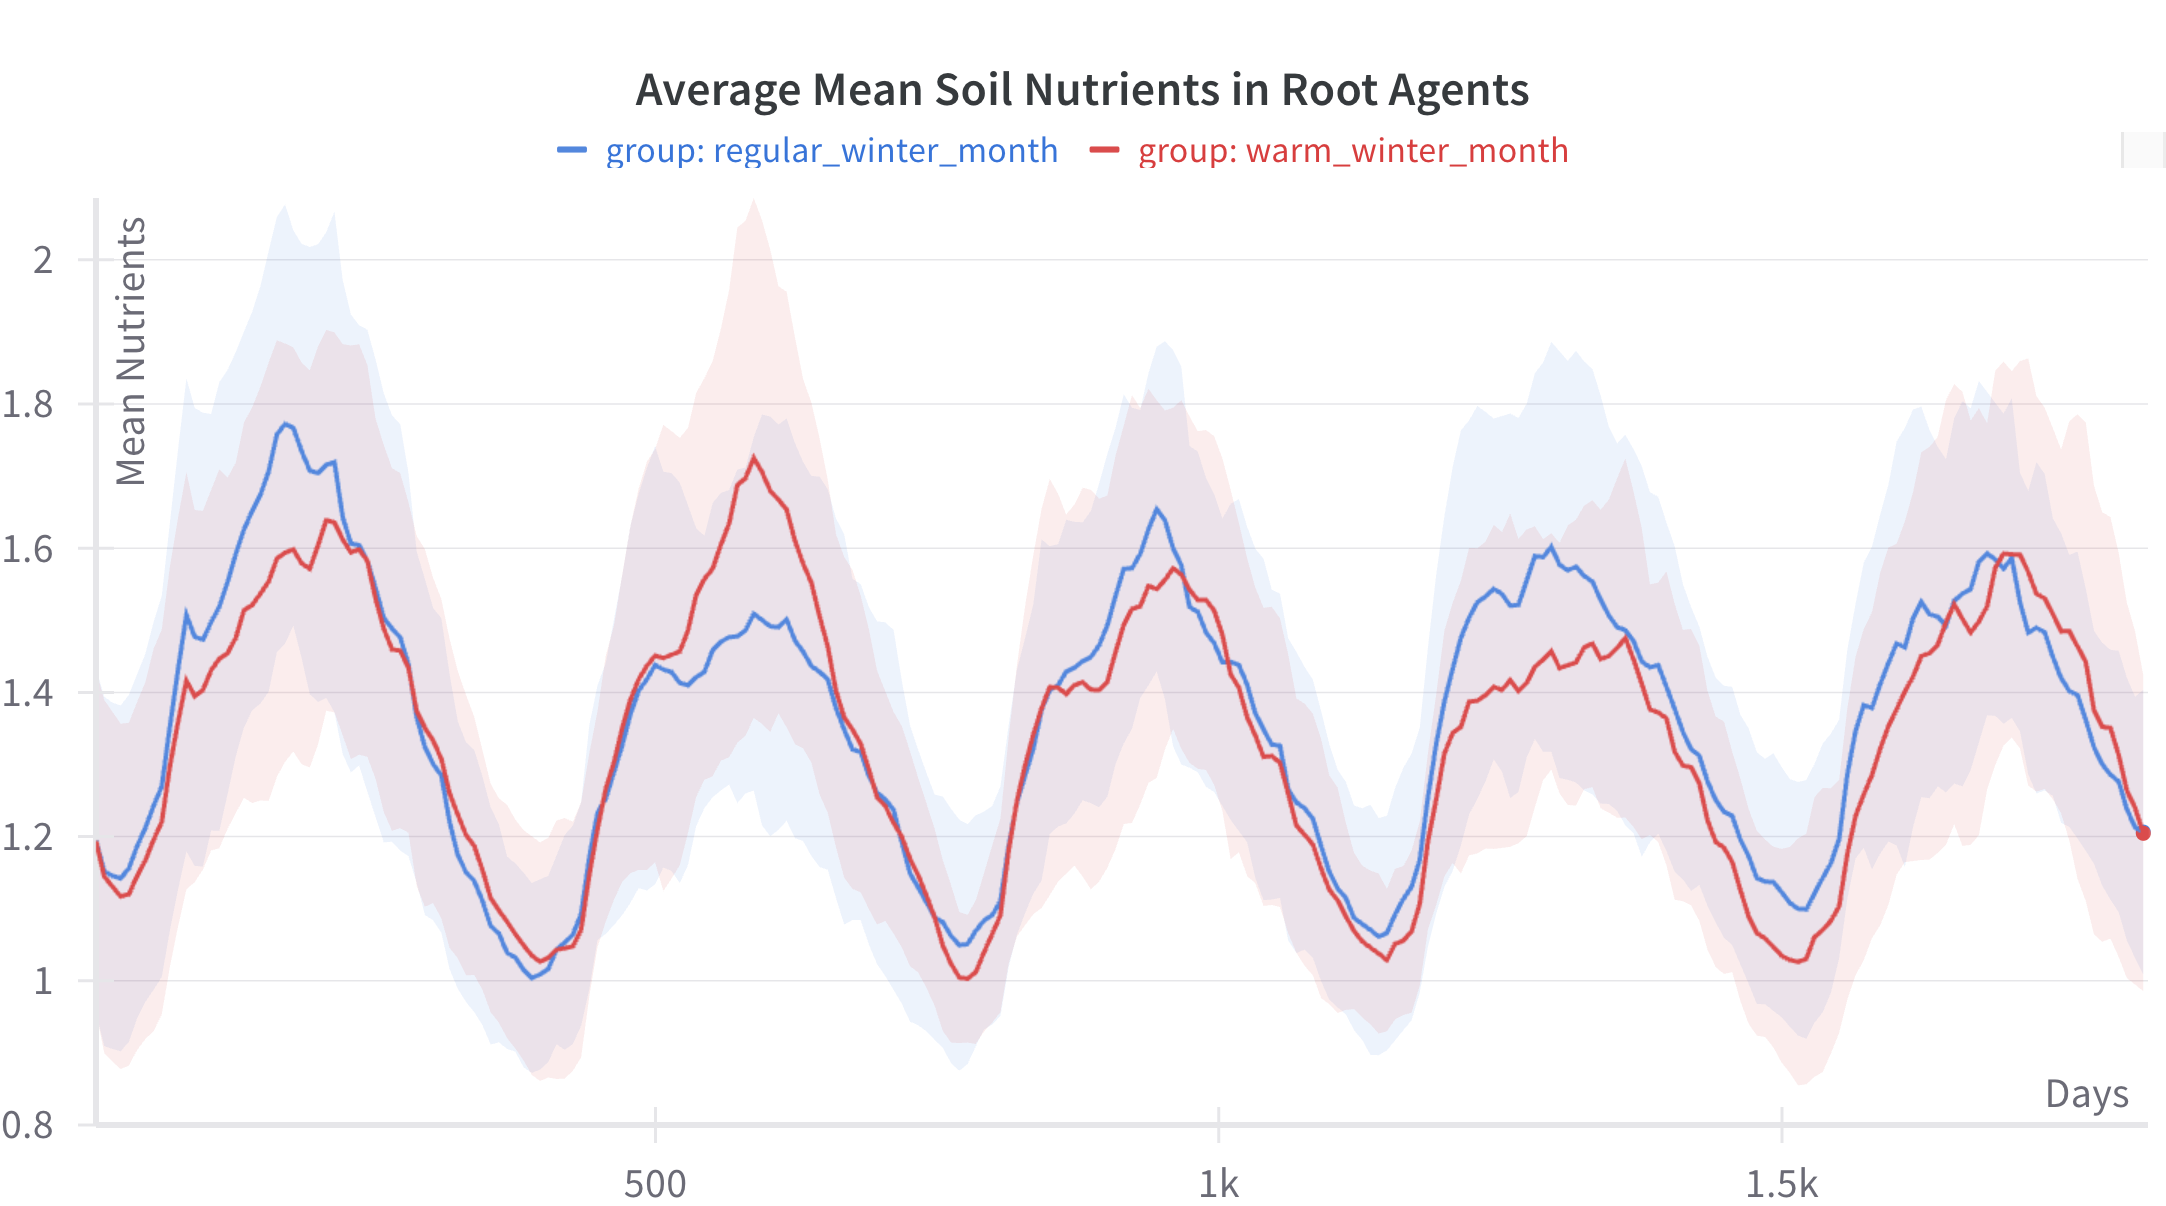 Average Mean Soil Nutrients in Root Agents
group: regular_winter_month group: warm_winter_month
Mean Nutrients
2
1.8
1.6
1.4
1.2
1
0.8
Days
500 1k 1.5k